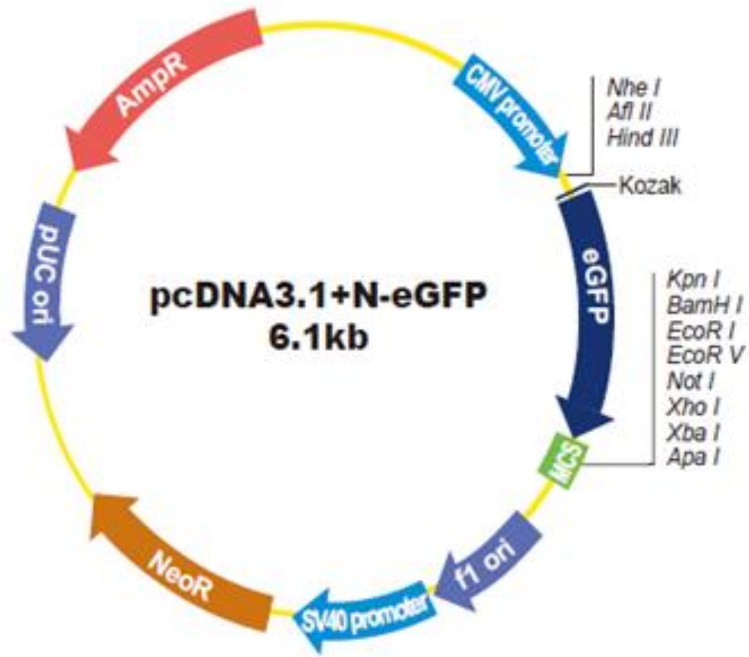 AmpR
CMV promoter
Nhe I
Afl II
Hind III
Kozak
eGFP
pUC ori
pcDNA3.1+N-eGFP
6.1kb
Kpn I
BamH I
EcoR I
EcoR V
Not I
Xho I
Xba I
Apa I
MCS
f1 ori
SV40 promoter
NeoR